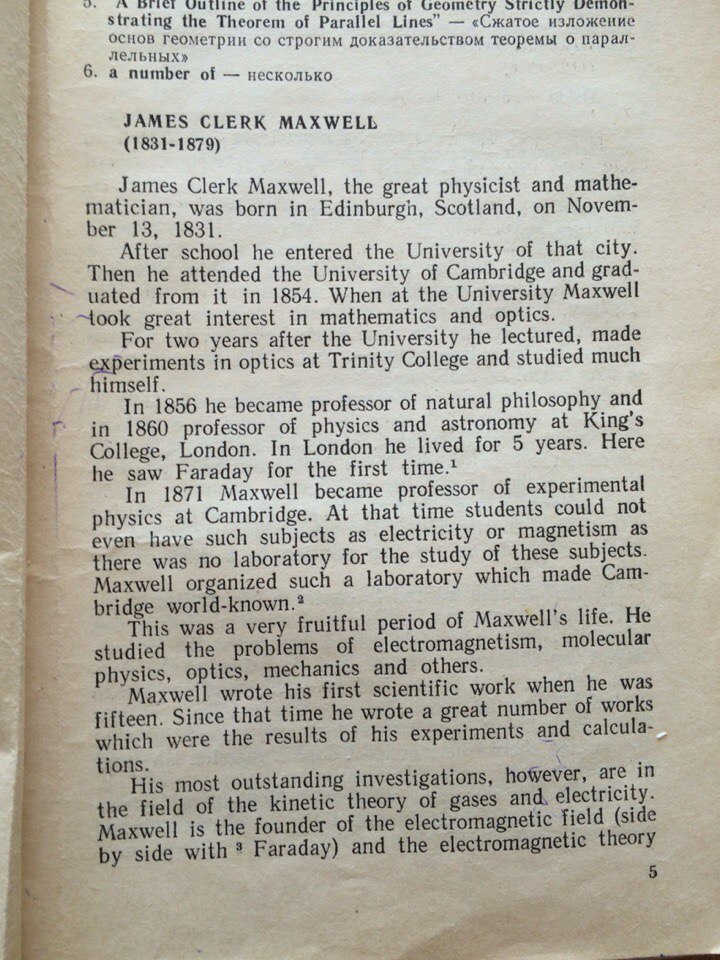 5. "A Brief Outline of the Principles of Geometry Strictly Demon-
strating the Theorem of Parallel Lines" — «Сжатое изложение
основ геометрии со строгим доказательством теоремы о парал-
лельных»
6. a number of — несколько
JAMES CLERK MAXWELL
(1831-1879)
James Clerk Maxwell, the great physicist and mathe-
matician, was born in Edinburgh, Scotland, on Novem-
ber 13, 1831.
After school he entered the University of that city.
Then he attended the University of Cambridge and grad-
uated from it in 1854. When at the University Maxwell
took great interest in mathematics and optics.
For two years after the University he lectured, made
experiments in optics at Trinity College and studied much
himself.
In 1856 he became professor of natural philosophy and
in 1860 professor of physics and astronomy at King's
College, London. In London he lived for 5 years. Here
he saw Faraday for the first time.¹
In 1871 Maxwell became professor of experimental
physics at Cambridge. At that time students could not
even have such subjects as electricity or magnetism as
there was no laboratory for the study of these subjects.
Maxwell organized such a laboratory which made Cam-
bridge world-known.²
This was a very fruitful period of Maxwell's life. He
studied the problems of electromagnetism, molecular
physics, optics, mechanics and others.
Maxwell wrote his first scientific work when he was
fifteen. Since that time he wrote a great number of works
which were the results of his experiments and calcula-
tions.
His most outstanding investigations, however, are in
the field of the kinetic theory of gases and electricity.
Maxwell is the founder of the electromagnetic field (side
by side with ³ Faraday) and the electromagnetic theory
5